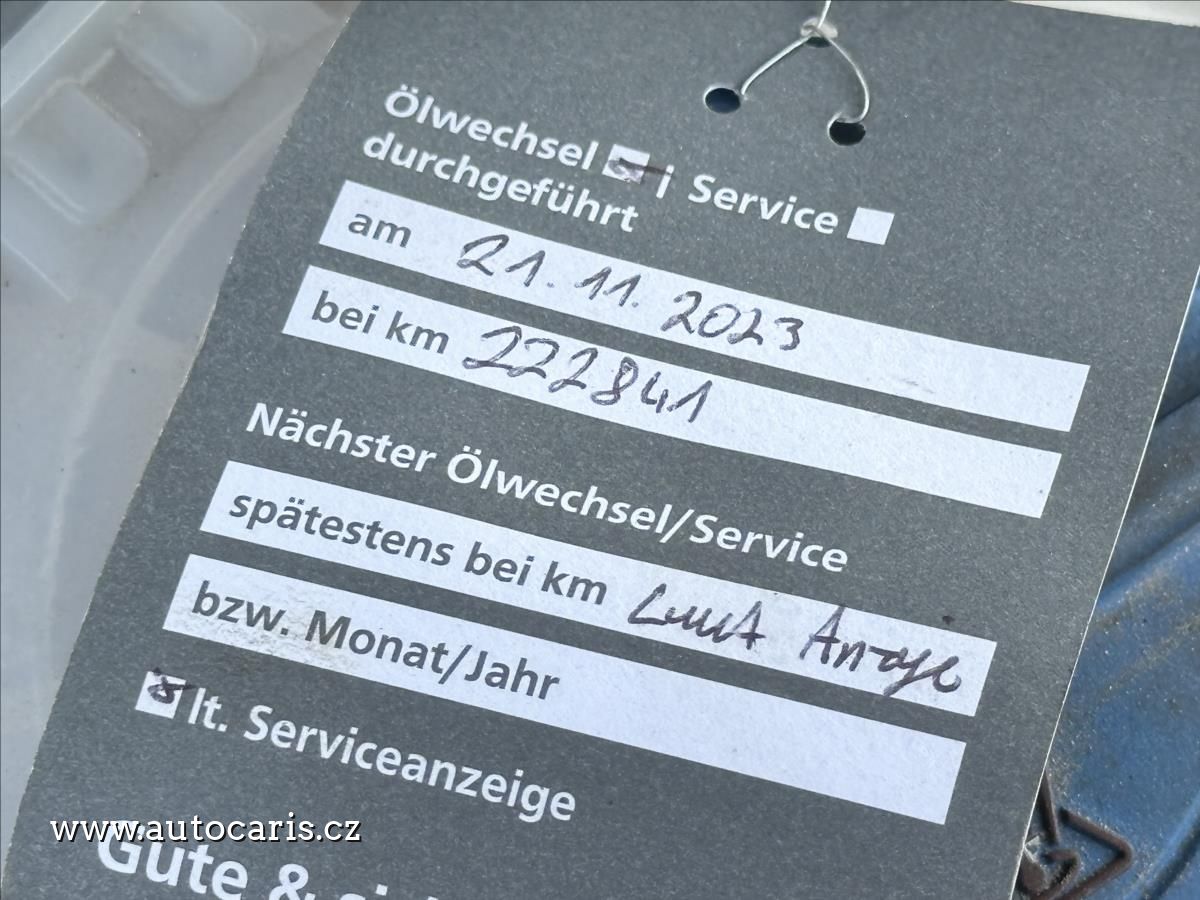 Ölwechsel Service
durchgeführt
am 21.11.2023
bei km 222841
Nächster Ölwechsel/Service
spätestens bei km Laut Anzeige
bzw. Monat/Jahr
lt. Serviceanzeige
www.autocaris.cz
Gute &